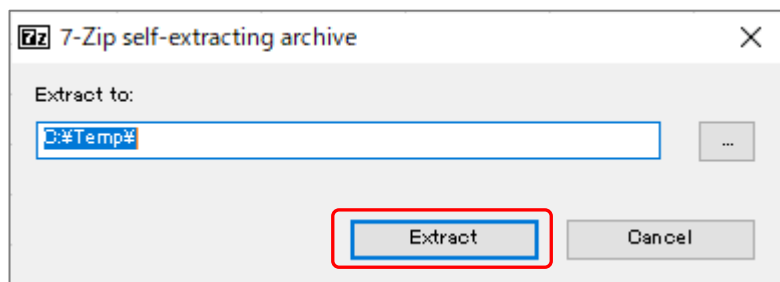 7z 7-Zip self-extracting archive
Extract to:
C:¥Temp¥
...
Extract Cancel